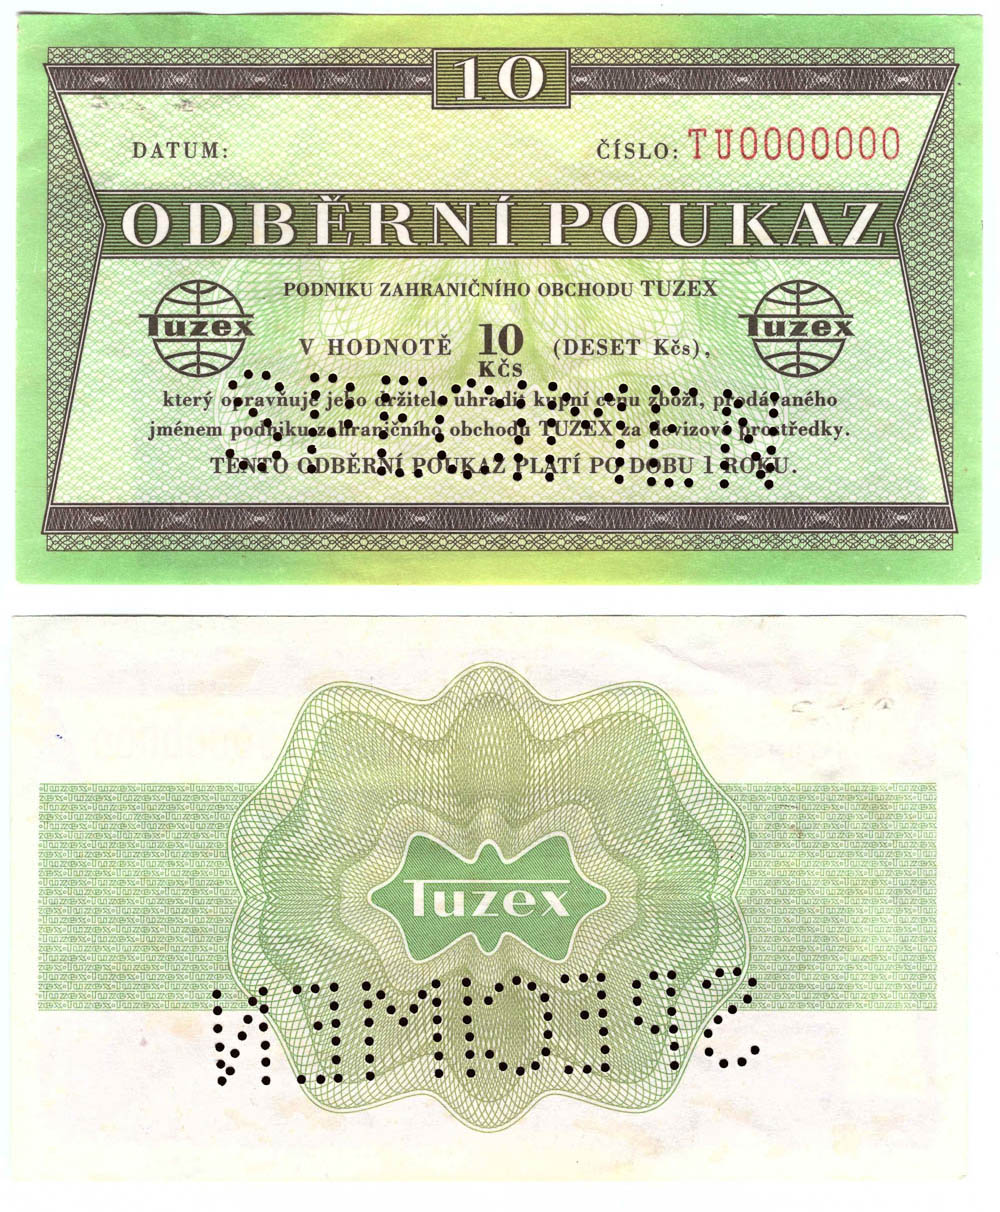 10
DATUM:
ČÍSLO: TU0000000
ODBĚRNÍ POUKAZ
PODNIKU ZAHRANIČNÍHO OBCHODU TUZEX
Tuzex
Tuzex
V HODNOTĚ 10 KČS (DESET Kčs),
který opravňuje jeho držitele uhradit kupní cenu zboží, prodávaného
jménem podniku zahraničního obchodu TUZEX za devizové prostředky.
TENTO ODBĚRNÍ POUKAZ PLATÍ PO DOBU 1 ROKU.
SPECIMEN
Tuzex
SPECIMEN